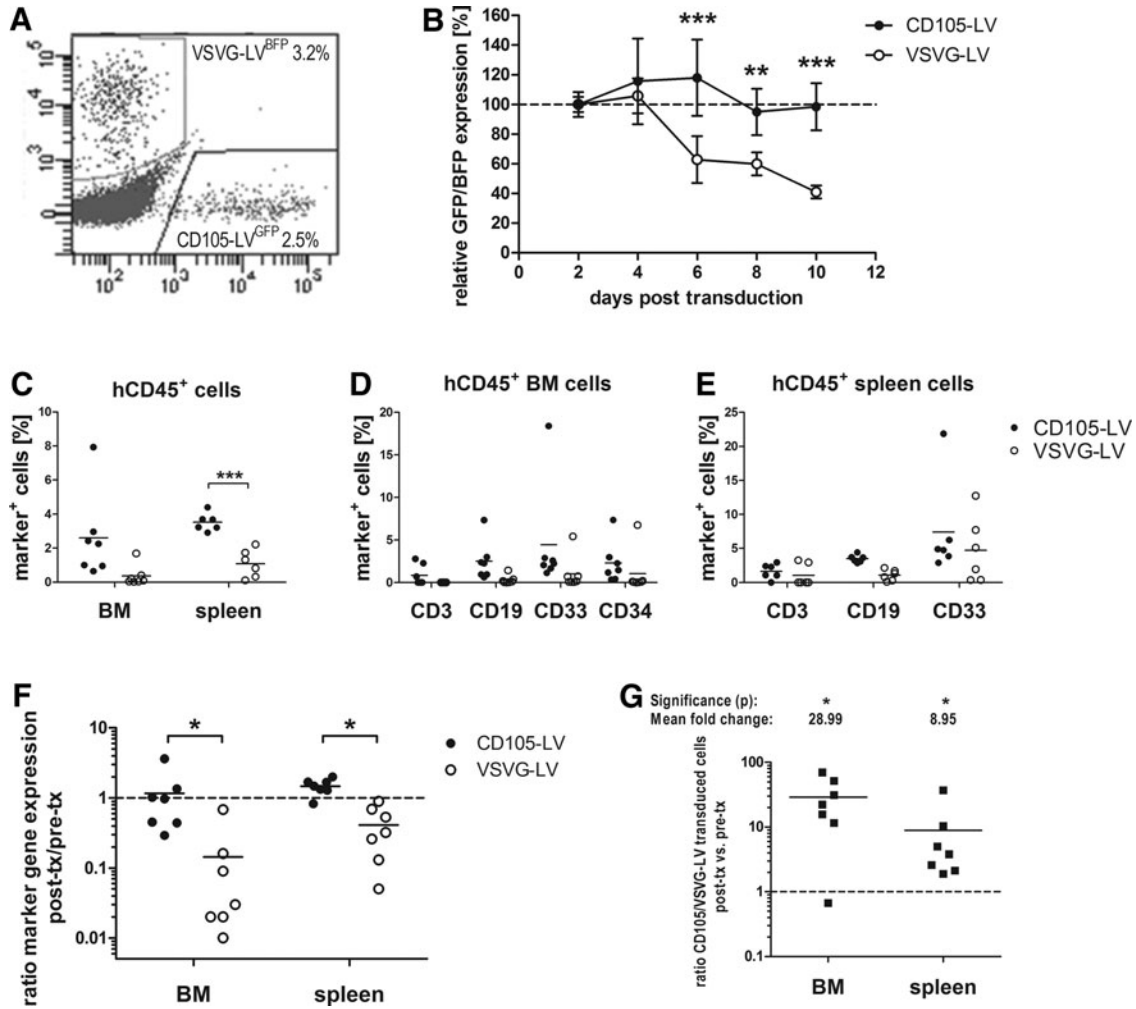 A
VSVG-LV^BFP 3.2%
CD105-LV^GFP 2.5%
10^5
10^4
10^3
0
10^2 10^3 10^4 10^5
B
relative GFP/BFP expression [%]
160
140
120
100
80
60
40
20
0
*** ** ***
0 2 4 6 8 10 12
days post transduction
CD105-LV
VSVG-LV
C
hCD45+ cells
marker+ cells [%]
10
8
6
4
2
0
***
BM spleen
D
hCD45+ BM cells
marker+ cells [%]
20
15
10
5
0
CD3 CD19 CD33 CD34
E
hCD45+ spleen cells
marker+ cells [%]
25
20
15
10
5
0
CD3 CD19 CD33
CD105-LV
VSVG-LV
F
ratio marker gene expression
post-tx/pre-tx
10
1
0.1
0.01
* *
BM spleen
CD105-LV
VSVG-LV
G
Significance (p): * *
Mean fold change: 28.99 8.95
ratio CD105/VSVG-LV transduced cells
post-tx vs. pre-tx
100
10
1
0.1
BM spleen